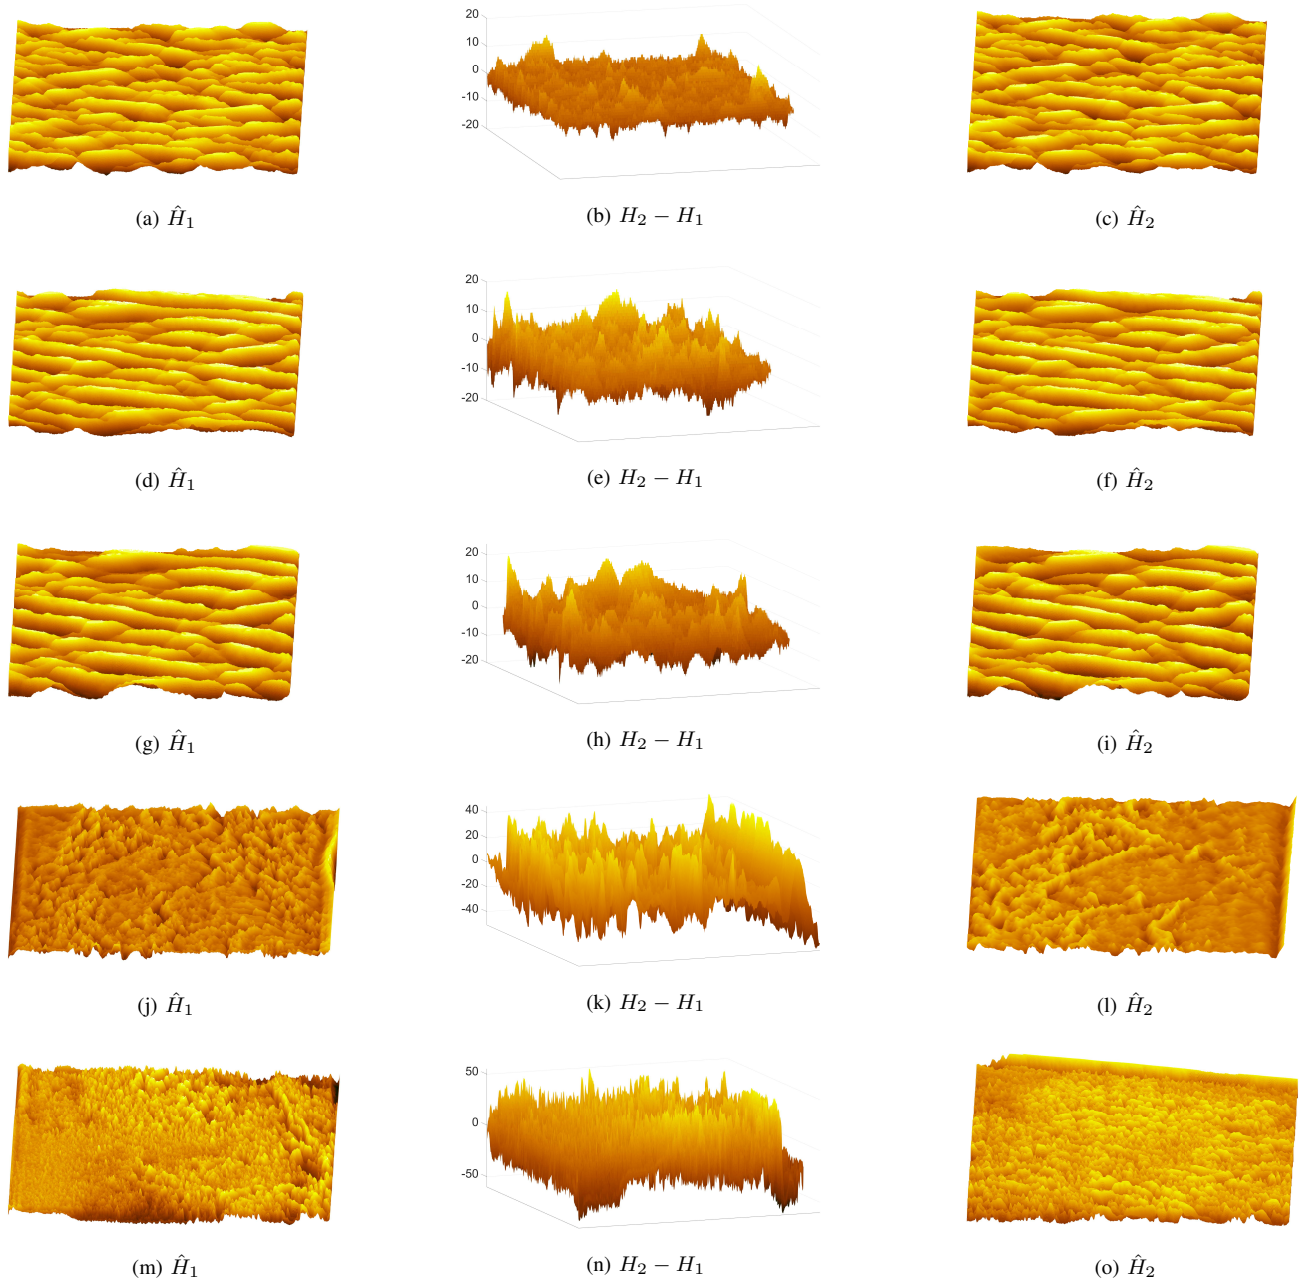 20
10
0
-10
-20
(a) Ĥ₁
(b) H₂ − H₁
(c) Ĥ₂
20
10
0
-10
-20
(d) Ĥ₁
(e) H₂ − H₁
(f) Ĥ₂
20
10
0
-10
-20
(g) Ĥ₁
(h) H₂ − H₁
(i) Ĥ₂
40
20
0
-20
-40
(j) Ĥ₁
(k) H₂ − H₁
(l) Ĥ₂
50
0
-50
(m) Ĥ₁
(n) H₂ − H₁
(o) Ĥ₂